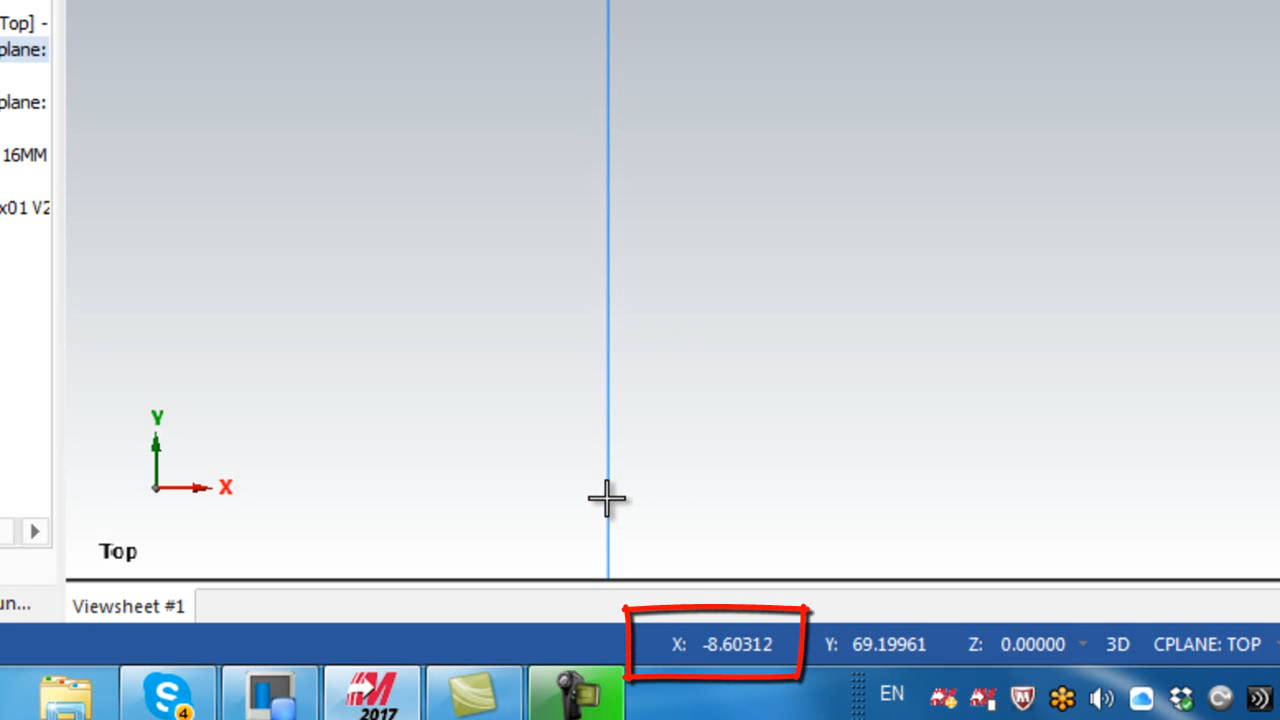 Top] -
plane:
plane:
16MM
x01 V2
Y
X
Top
un...
Viewsheet #1
X: -8.60312 Y: 69.19961 Z: 0.00000 3D CPLANE: TOP
4
2017
EN
M